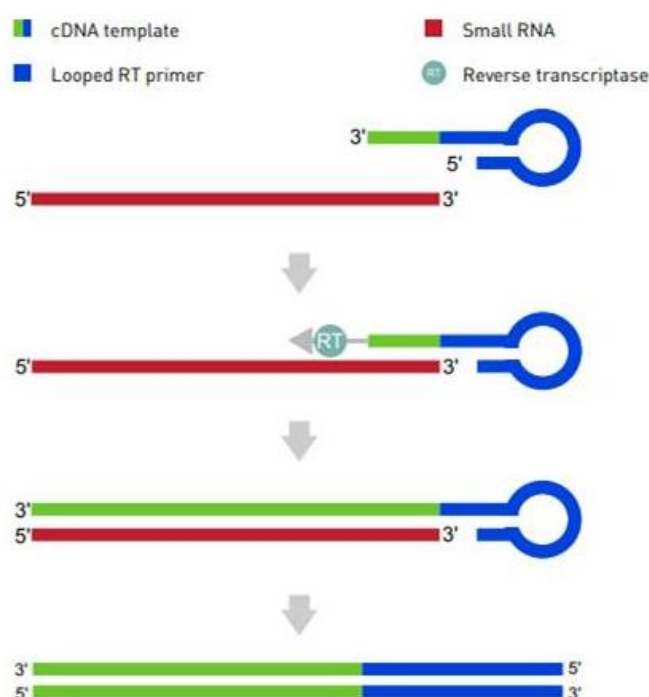 cDNA template
Small RNA
Looped RT primer
RT Reverse transcriptase
3'
5'
5' 3'
RT
5' 3'
3'
5' 3'
3' 5'
5' 3'